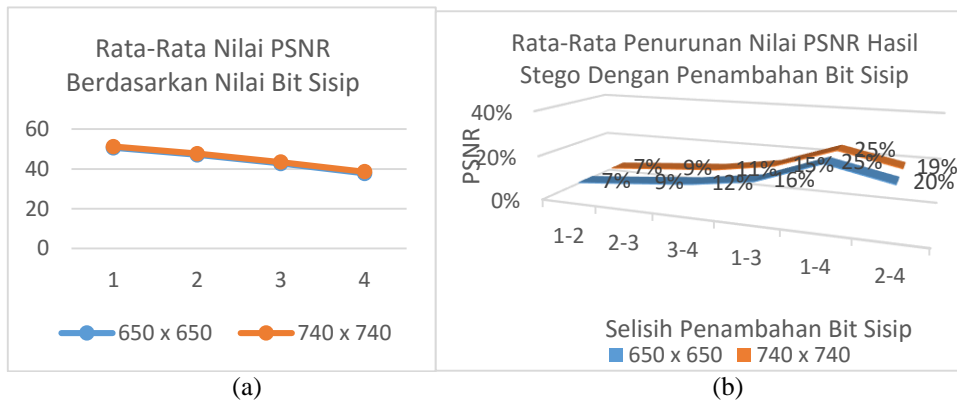 Rata-Rata Nilai PSNR
Berdasarkan Nilai Bit Sisip
60
40
20
0
1 2 3 4
650 x 650 740 x 740
(a)
Rata-Rata Penurunan Nilai PSNR Hasil
Stego Dengan Penambahan Bit Sisip
PSNR
40%
20%
0%
7% 9% 11% 15% 25% 19%
7% 9% 12% 16% 25% 20%
1-2 2-3 3-4 1-3 1-4 2-4
Selisih Penambahan Bit Sisip
650 x 650 740 x 740
(b)